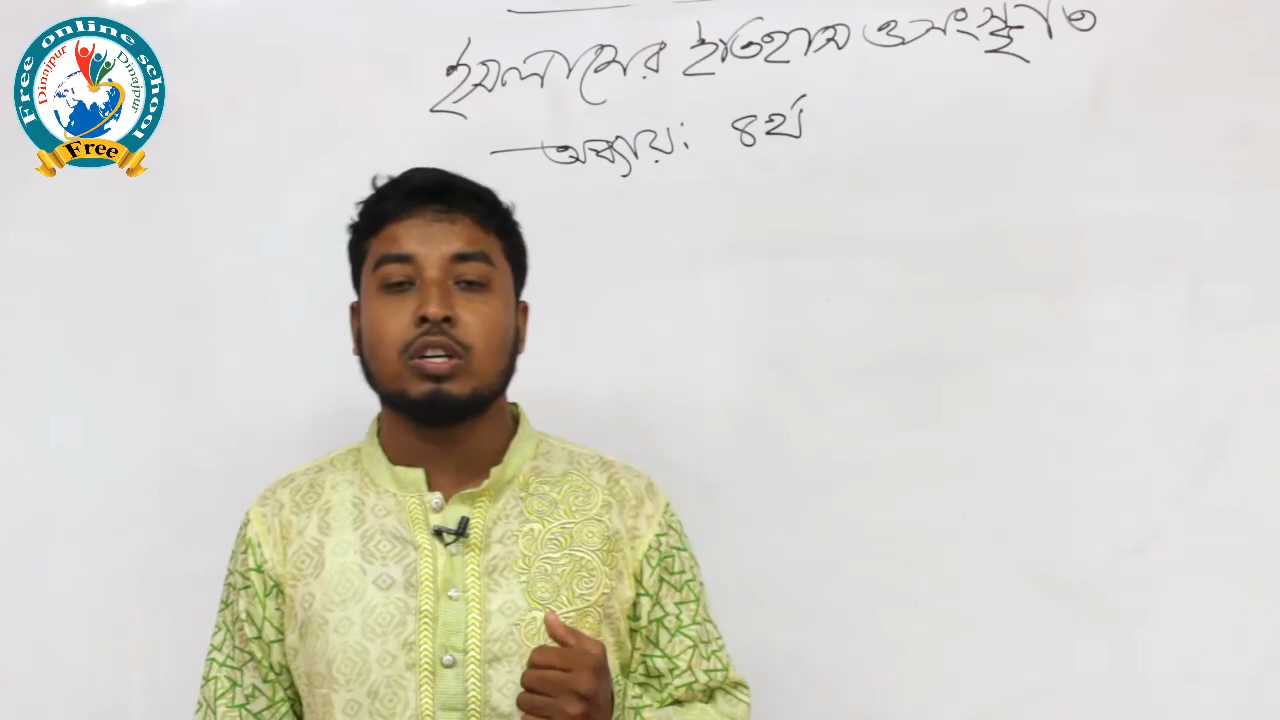 Free online school
Dinajpur
Dinajpur
Free
ইসলামের ইতিহাস ও সংস্কৃতি
অধ্যায়: ৪র্থ